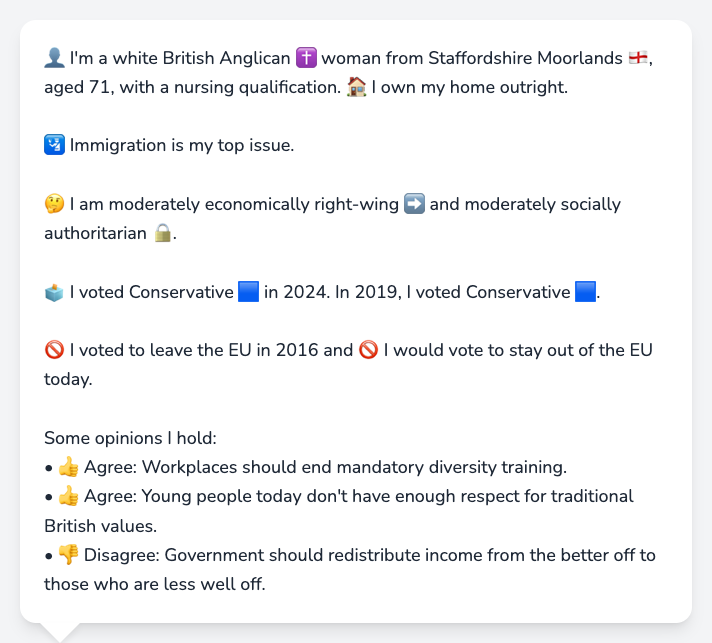 👤 I'm a white British Anglican ✝️ woman from Staffordshire Moorlands 🏴󠁧󠁢󠁥󠁮󠁧󠁿,
aged 71, with a nursing qualification. 🏠 I own my home outright.
🛂 Immigration is my top issue.
🤔 I am moderately economically right-wing ➡️ and moderately socially
authoritarian 🔒.
🗳️ I voted Conservative 🟦 in 2024. In 2019, I voted Conservative 🟦.
🚫 I voted to leave the EU in 2016 and 🚫 I would vote to stay out of the EU
today.
Some opinions I hold:
• 👍 Agree: Workplaces should end mandatory diversity training.
• 👍 Agree: Young people today don't have enough respect for traditional
British values.
• 👎 Disagree: Government should redistribute income from the better off to
those who are less well off.